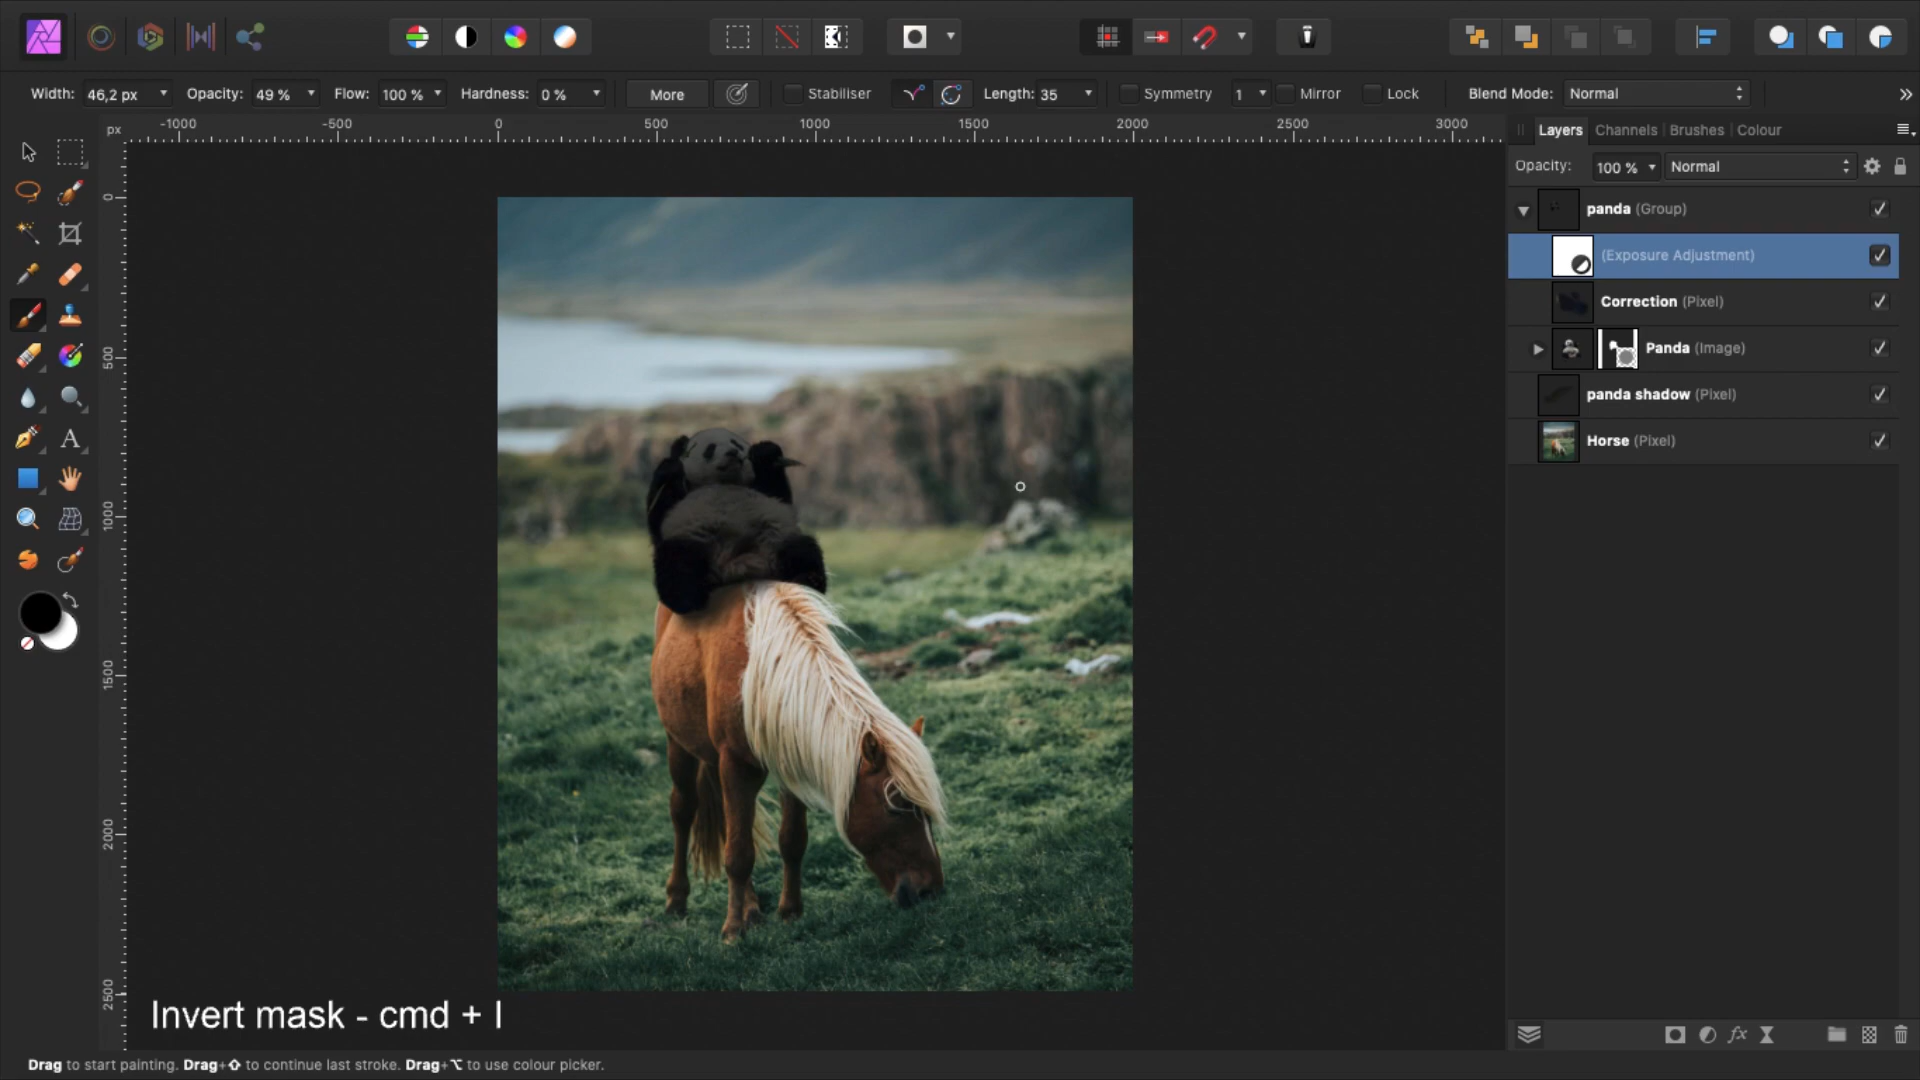 Width: 46,2 px Opacity: 49 % Flow: 100 % Hardness: 0 % More Stabiliser Length: 35 Symmetry 1 Mirror Lock Blend Mode: Normal
px -1000 -500 0 500 1000 1500 2000 2500 3000
Layers Channels Brushes Colour
Opacity: 100 % Normal
panda (Group)
(Exposure Adjustment)
Correction (Pixel)
Panda (Image)
panda shadow (Pixel)
Horse (Pixel)
0
500
1000
1500
2000
2500
A
fx
Invert mask - cmd + I
Drag to start painting. Drag+⇧ to continue last stroke. Drag+⌥ to use colour picker.